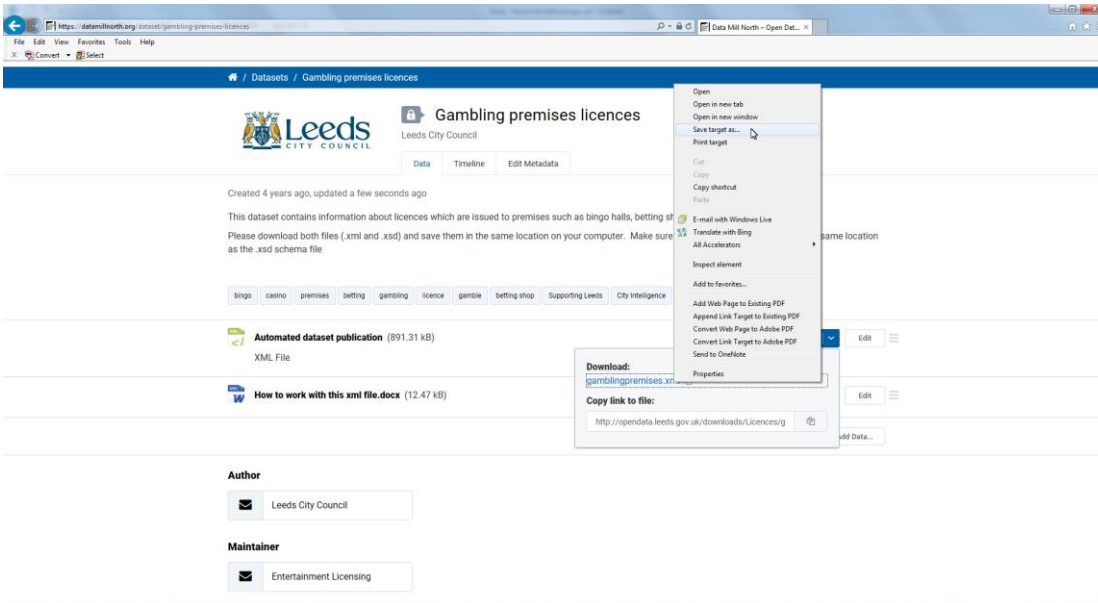 https://datamillnorth.org/dataset/gambling-premises-licences
Data Mill North – Open Dat...
File Edit View Favorites Tools Help
Convert Select
/ Datasets / Gambling premises licences
Leeds
CITY COUNCIL
Gambling premises licences
Leeds City Council
Data Timeline Edit Metadata
Created 4 years ago, updated a few seconds ago
This dataset contains information about licences which are issued to premises such as bingo halls, betting
Please download both files (.xml and .xsd) and save them in the same location on your computer. Make sure
same location
as the .xsd schema file
bingo casino premises betting gambling licence gamble betting shop Supporting Leeds City Intelligence
Automated dataset publication (891.31 kB)
XML File
Edit
How to work with this xml file.docx (12.47 kB)
Edit
Add Data...
Open
Open in new tab
Open in new window
Save target as...
Print target
Cut
Copy
Copy shortcut
Paste
E-mail with Windows Live
Translate with Bing
All Accelerators
Inspect element
Add to favorites...
Add Web Page to Existing PDF
Append Link Target to Existing PDF
Convert Web Page to Adobe PDF
Convert Link Target to Adobe PDF
Send to OneNote
Properties
Download:
gamblingpremises.xml
Copy link to file:
http://opendata.leeds.gov.uk/downloads/Licences/g
Author
Leeds City Council
Maintainer
Entertainment Licensing